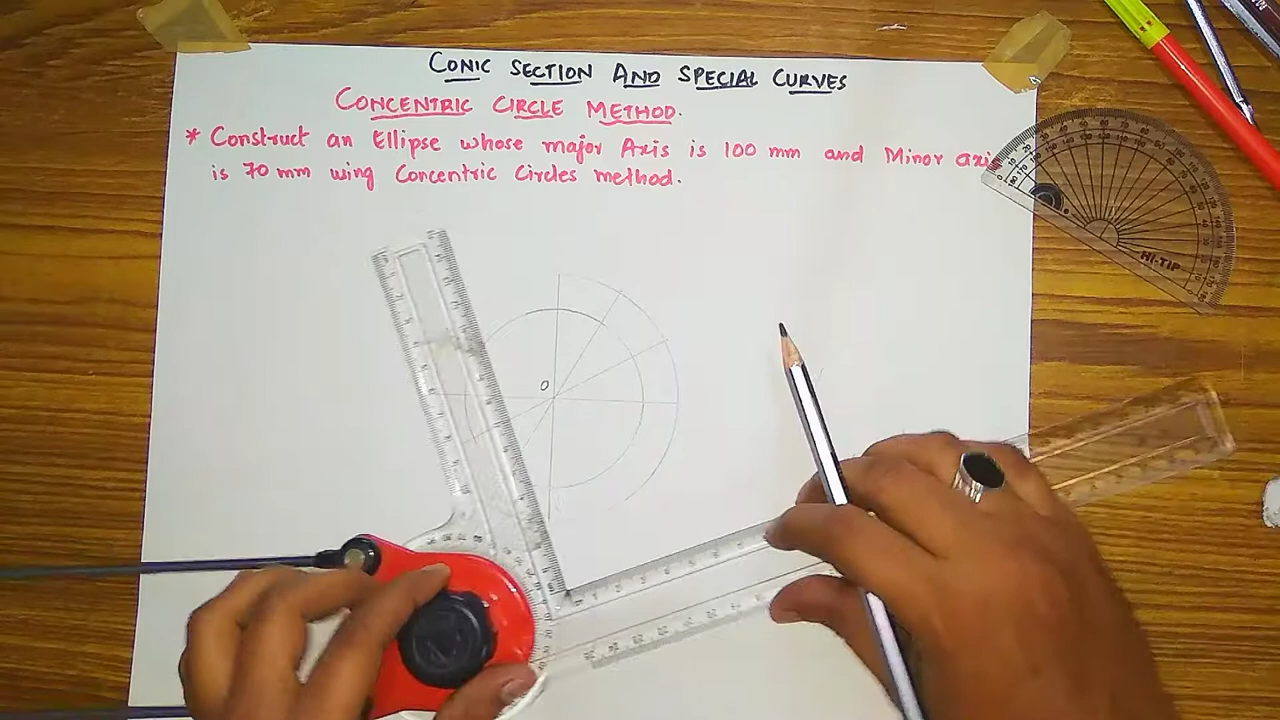 CONIC SECTION AND SPECIAL CURVES
CONCENTRIC CIRCLE METHOD.
* Construct an Ellipse whose major Axis is 100 mm and Minor axis
is 70 mm using Concentric Circles method.
O
HI-TIP